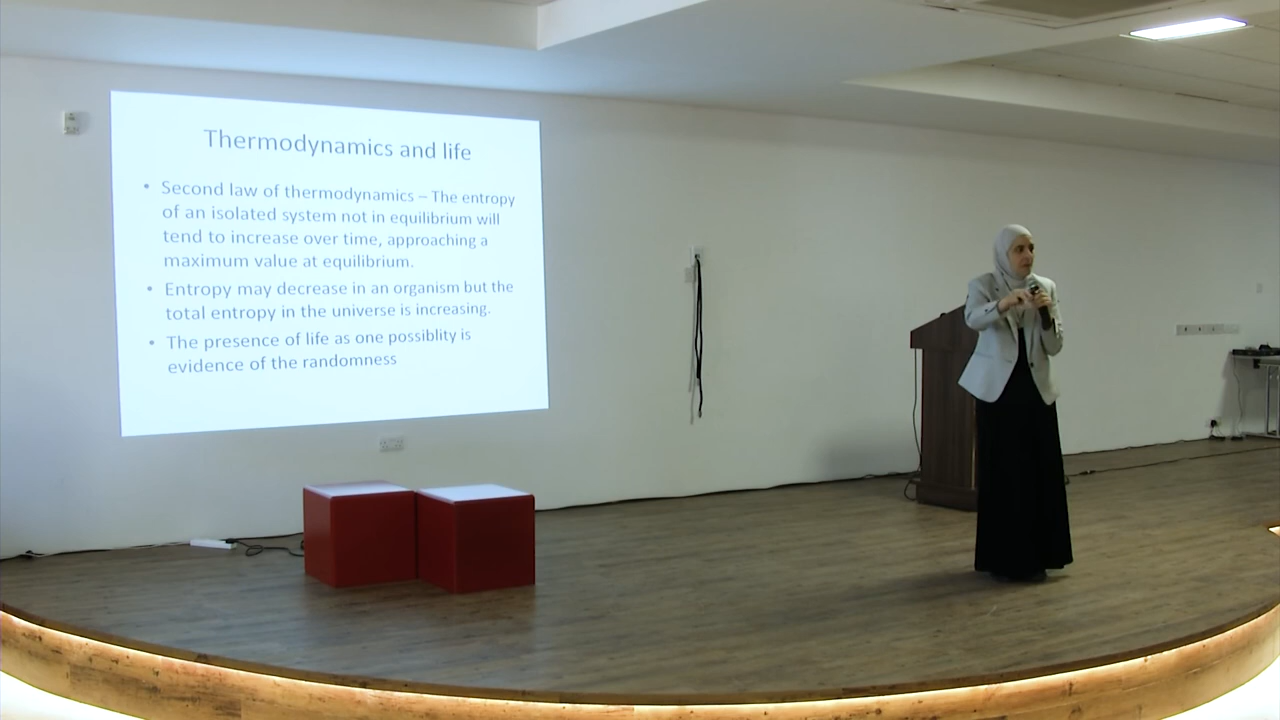 Thermodynamics and life
• Second law of thermodynamics – The entropy
of an isolated system not in equilibrium will
tend to increase over time, approaching a
maximum value at equilibrium.
• Entropy may decrease in an organism but the
total entropy in the universe is increasing.
• The presence of life as one possiblity is
evidence of the randomness